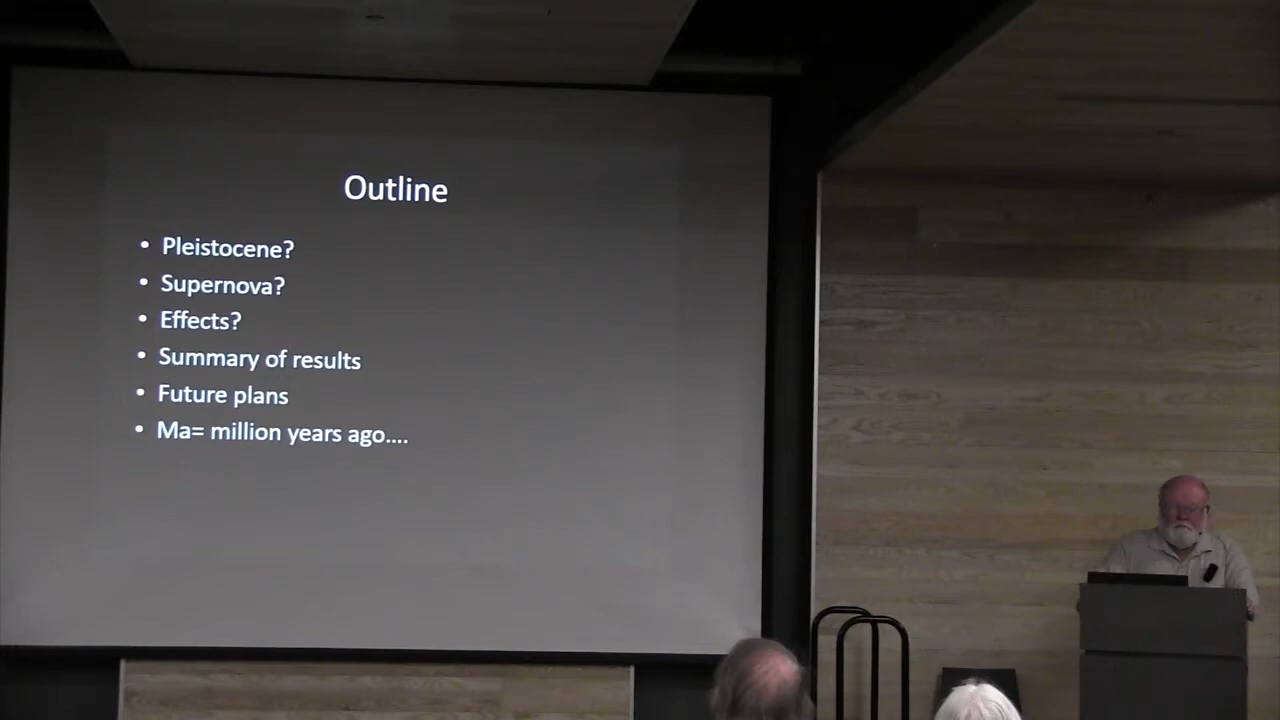 Outline
• Pleistocene?
• Supernova?
• Effects?
• Summary of results
• Future plans
• Ma= million years ago....